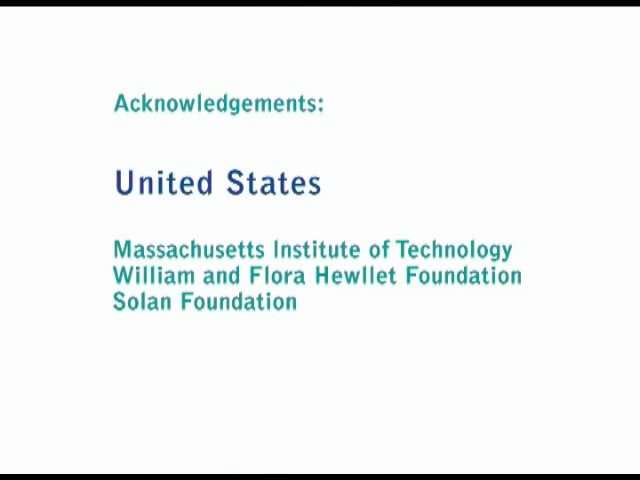 Acknowledgements:
United States
Massachusetts Institute of Technology
William and Flora Hewllet Foundation
Solan Foundation